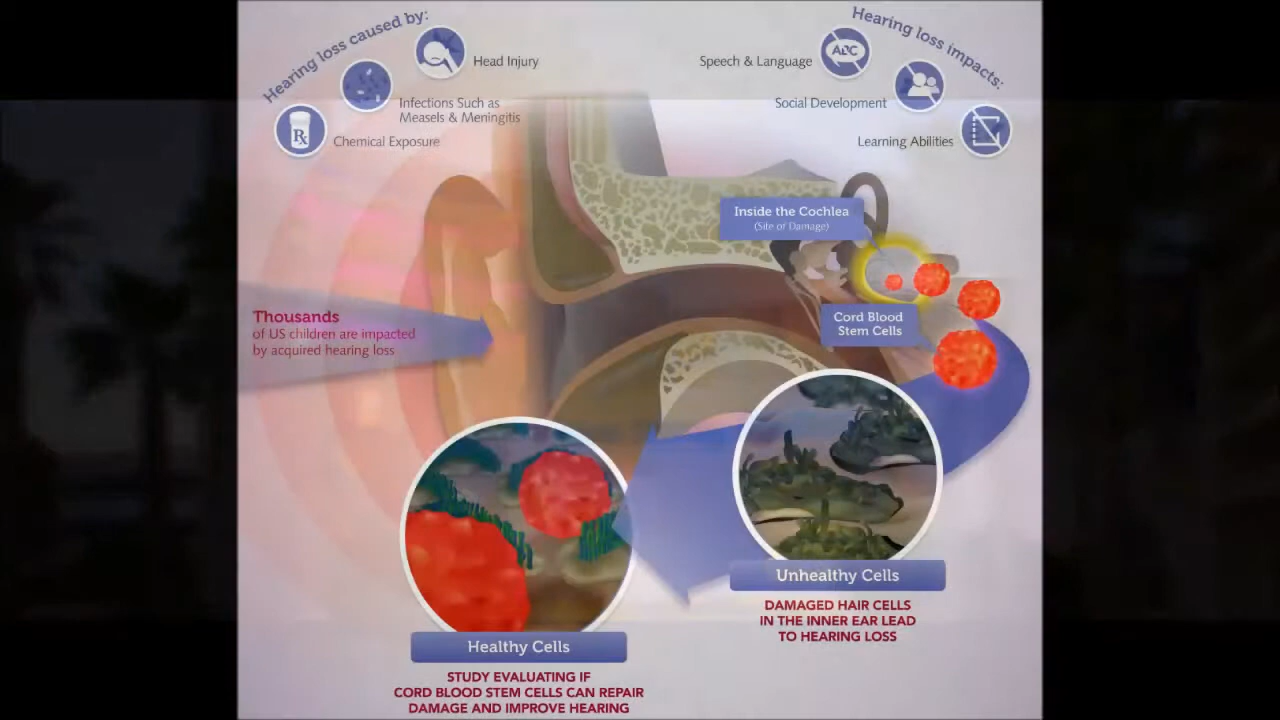 Hearing loss caused by:
Head Injury
Infections Such as
Measels & Meningitis
Rx
Chemical Exposure
Hearing loss impacts:
Speech & Language
ABC
Social Development
Learning Abilities
Inside the Cochlea
(Site of Damage)
Cord Blood
Stem Cells
Thousands
of US children are impacted
by acquired hearing loss
Unhealthy Cells
DAMAGED HAIR CELLS
IN THE INNER EAR LEAD
TO HEARING LOSS
Healthy Cells
STUDY EVALUATING IF
CORD BLOOD STEM CELLS CAN REPAIR
DAMAGE AND IMPROVE HEARING